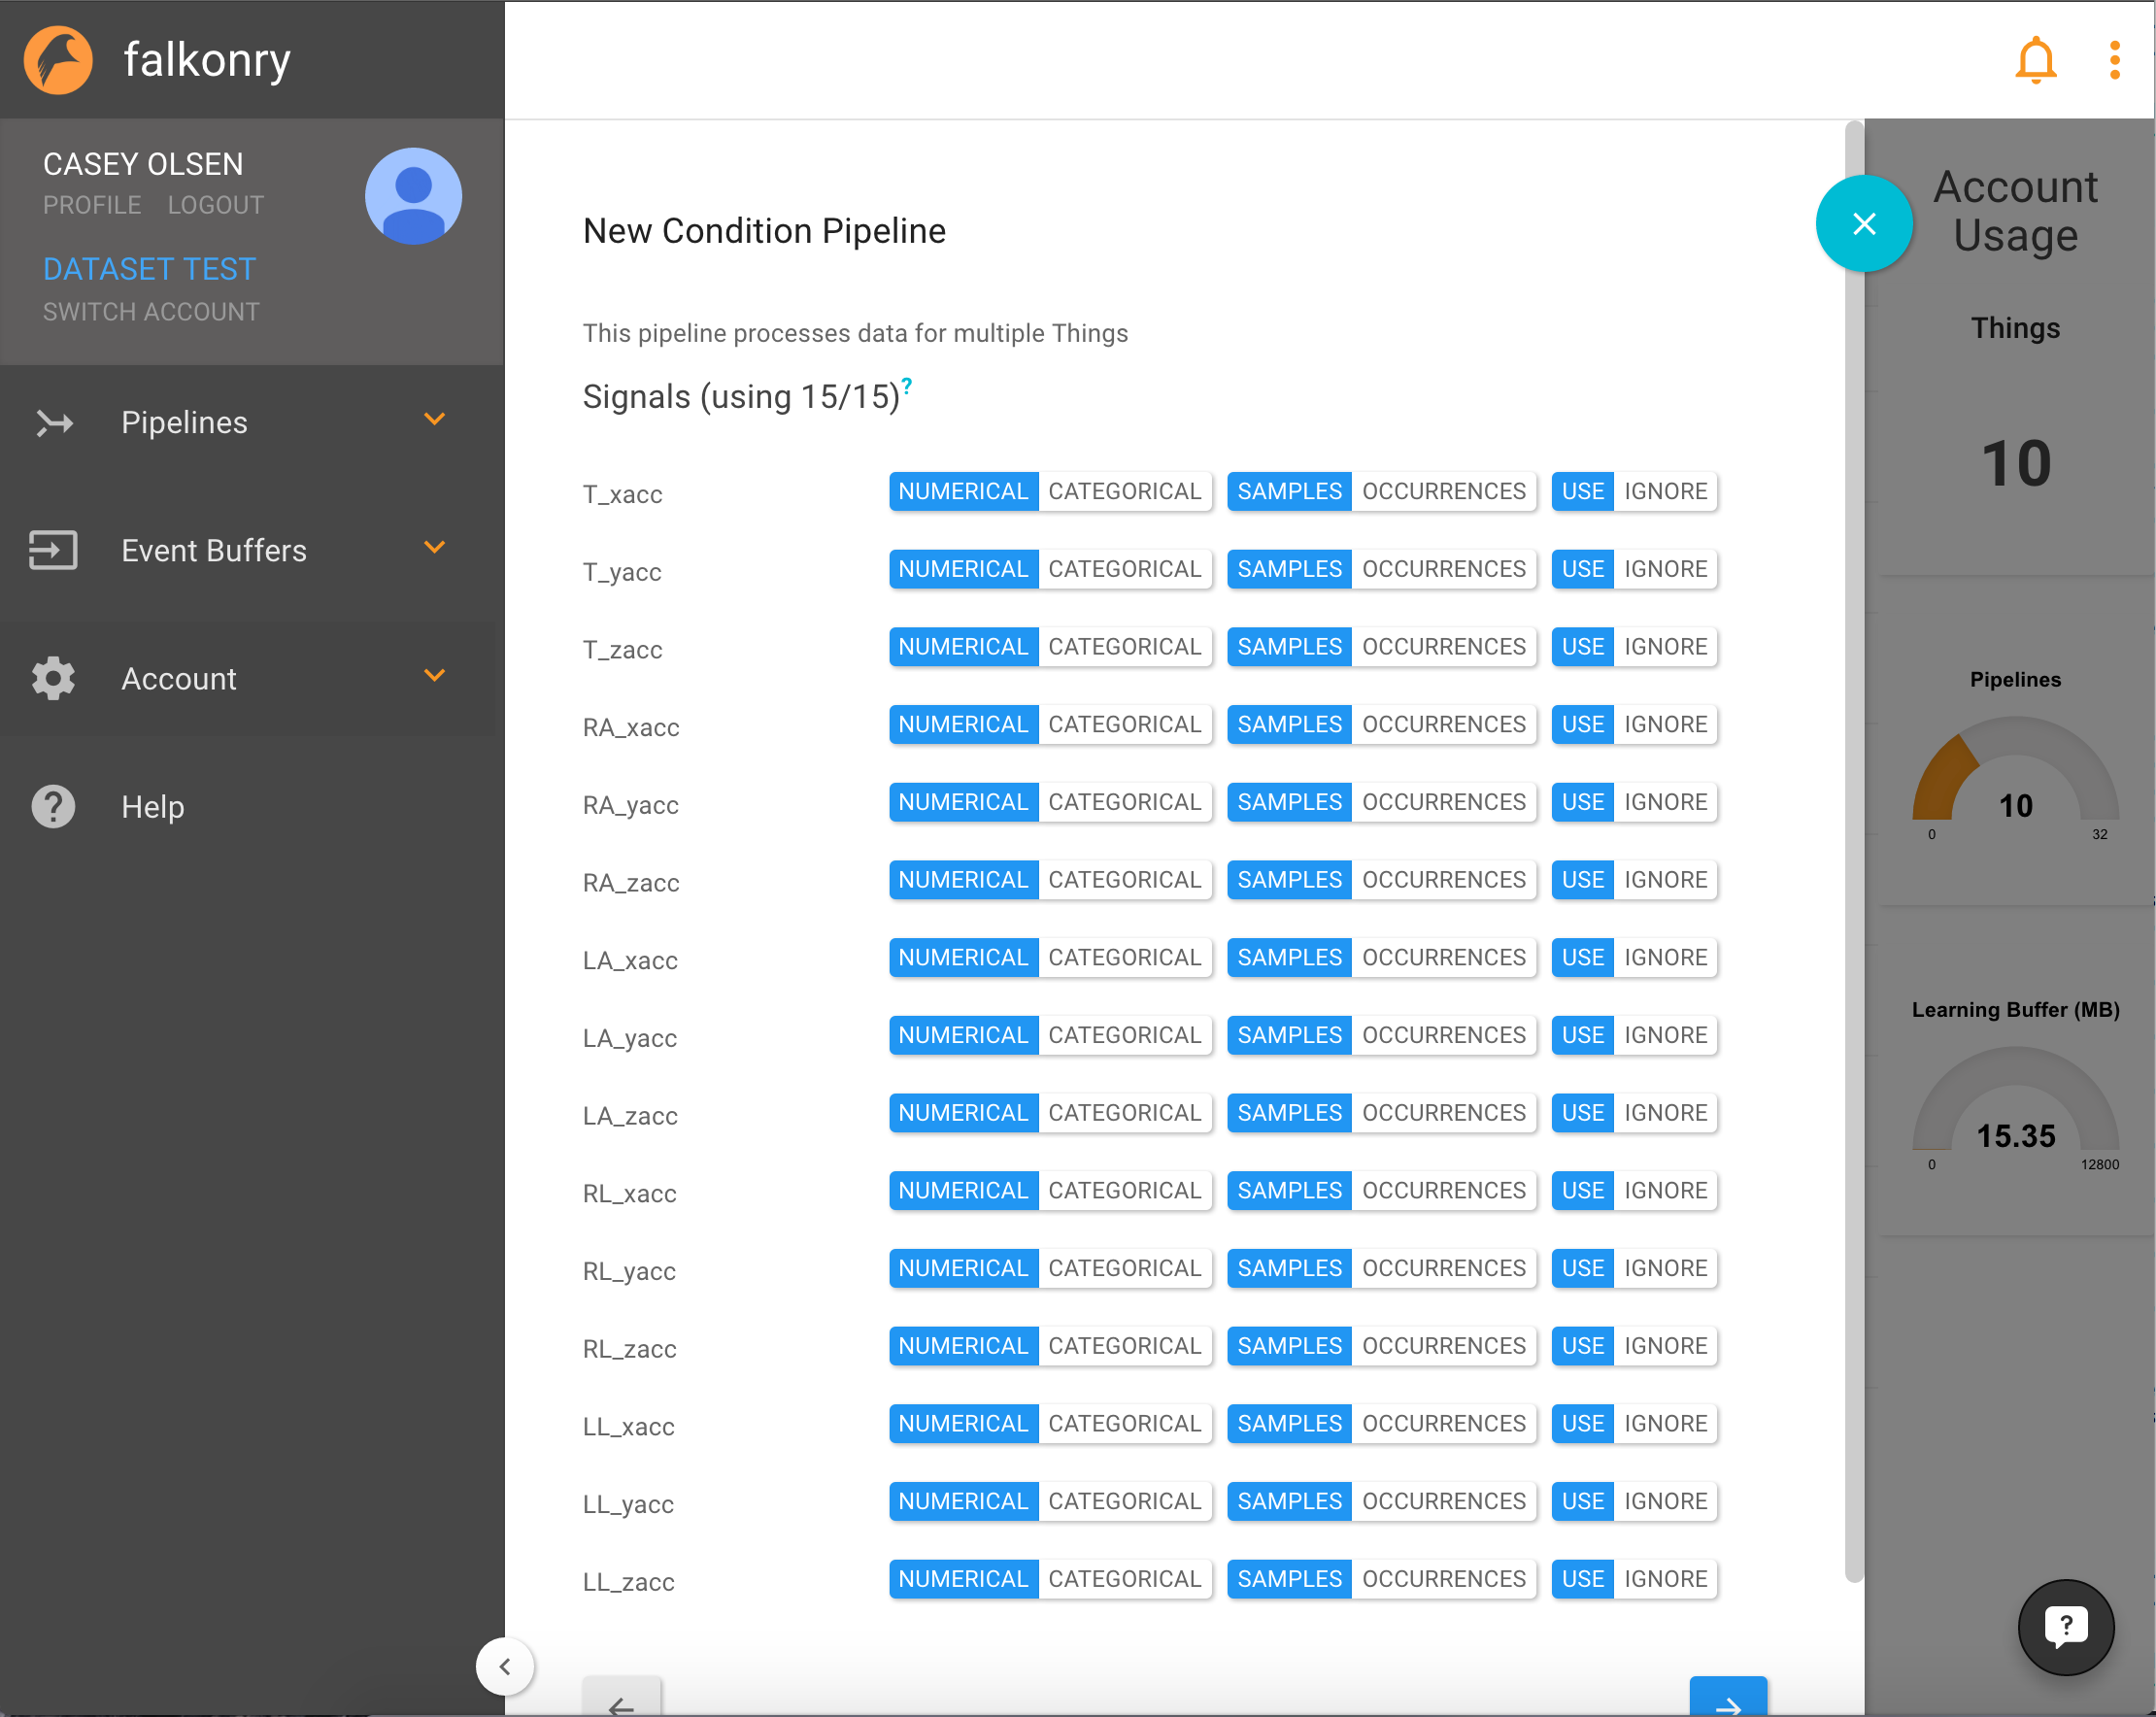 falkonry
CASEY OLSEN
PROFILE LOGOUT
DATASET TEST
SWITCH ACCOUNT
Pipelines
Event Buffers
Account
Help
New Condition Pipeline
This pipeline processes data for multiple Things
Signals (using 15/15)?
T_xacc NUMERICAL CATEGORICAL SAMPLES OCCURRENCES USE IGNORE
T_yacc NUMERICAL CATEGORICAL SAMPLES OCCURRENCES USE IGNORE
T_zacc NUMERICAL CATEGORICAL SAMPLES OCCURRENCES USE IGNORE
RA_xacc NUMERICAL CATEGORICAL SAMPLES OCCURRENCES USE IGNORE
RA_yacc NUMERICAL CATEGORICAL SAMPLES OCCURRENCES USE IGNORE
RA_zacc NUMERICAL CATEGORICAL SAMPLES OCCURRENCES USE IGNORE
LA_xacc NUMERICAL CATEGORICAL SAMPLES OCCURRENCES USE IGNORE
LA_yacc NUMERICAL CATEGORICAL SAMPLES OCCURRENCES USE IGNORE
LA_zacc NUMERICAL CATEGORICAL SAMPLES OCCURRENCES USE IGNORE
RL_xacc NUMERICAL CATEGORICAL SAMPLES OCCURRENCES USE IGNORE
RL_yacc NUMERICAL CATEGORICAL SAMPLES OCCURRENCES USE IGNORE
RL_zacc NUMERICAL CATEGORICAL SAMPLES OCCURRENCES USE IGNORE
LL_xacc NUMERICAL CATEGORICAL SAMPLES OCCURRENCES USE IGNORE
LL_yacc NUMERICAL CATEGORICAL SAMPLES OCCURRENCES USE IGNORE
LL_zacc NUMERICAL CATEGORICAL SAMPLES OCCURRENCES USE IGNORE
Account
Usage
Things
10
Pipelines
10
0 32
Learning Buffer (MB)
15.35
0 12800